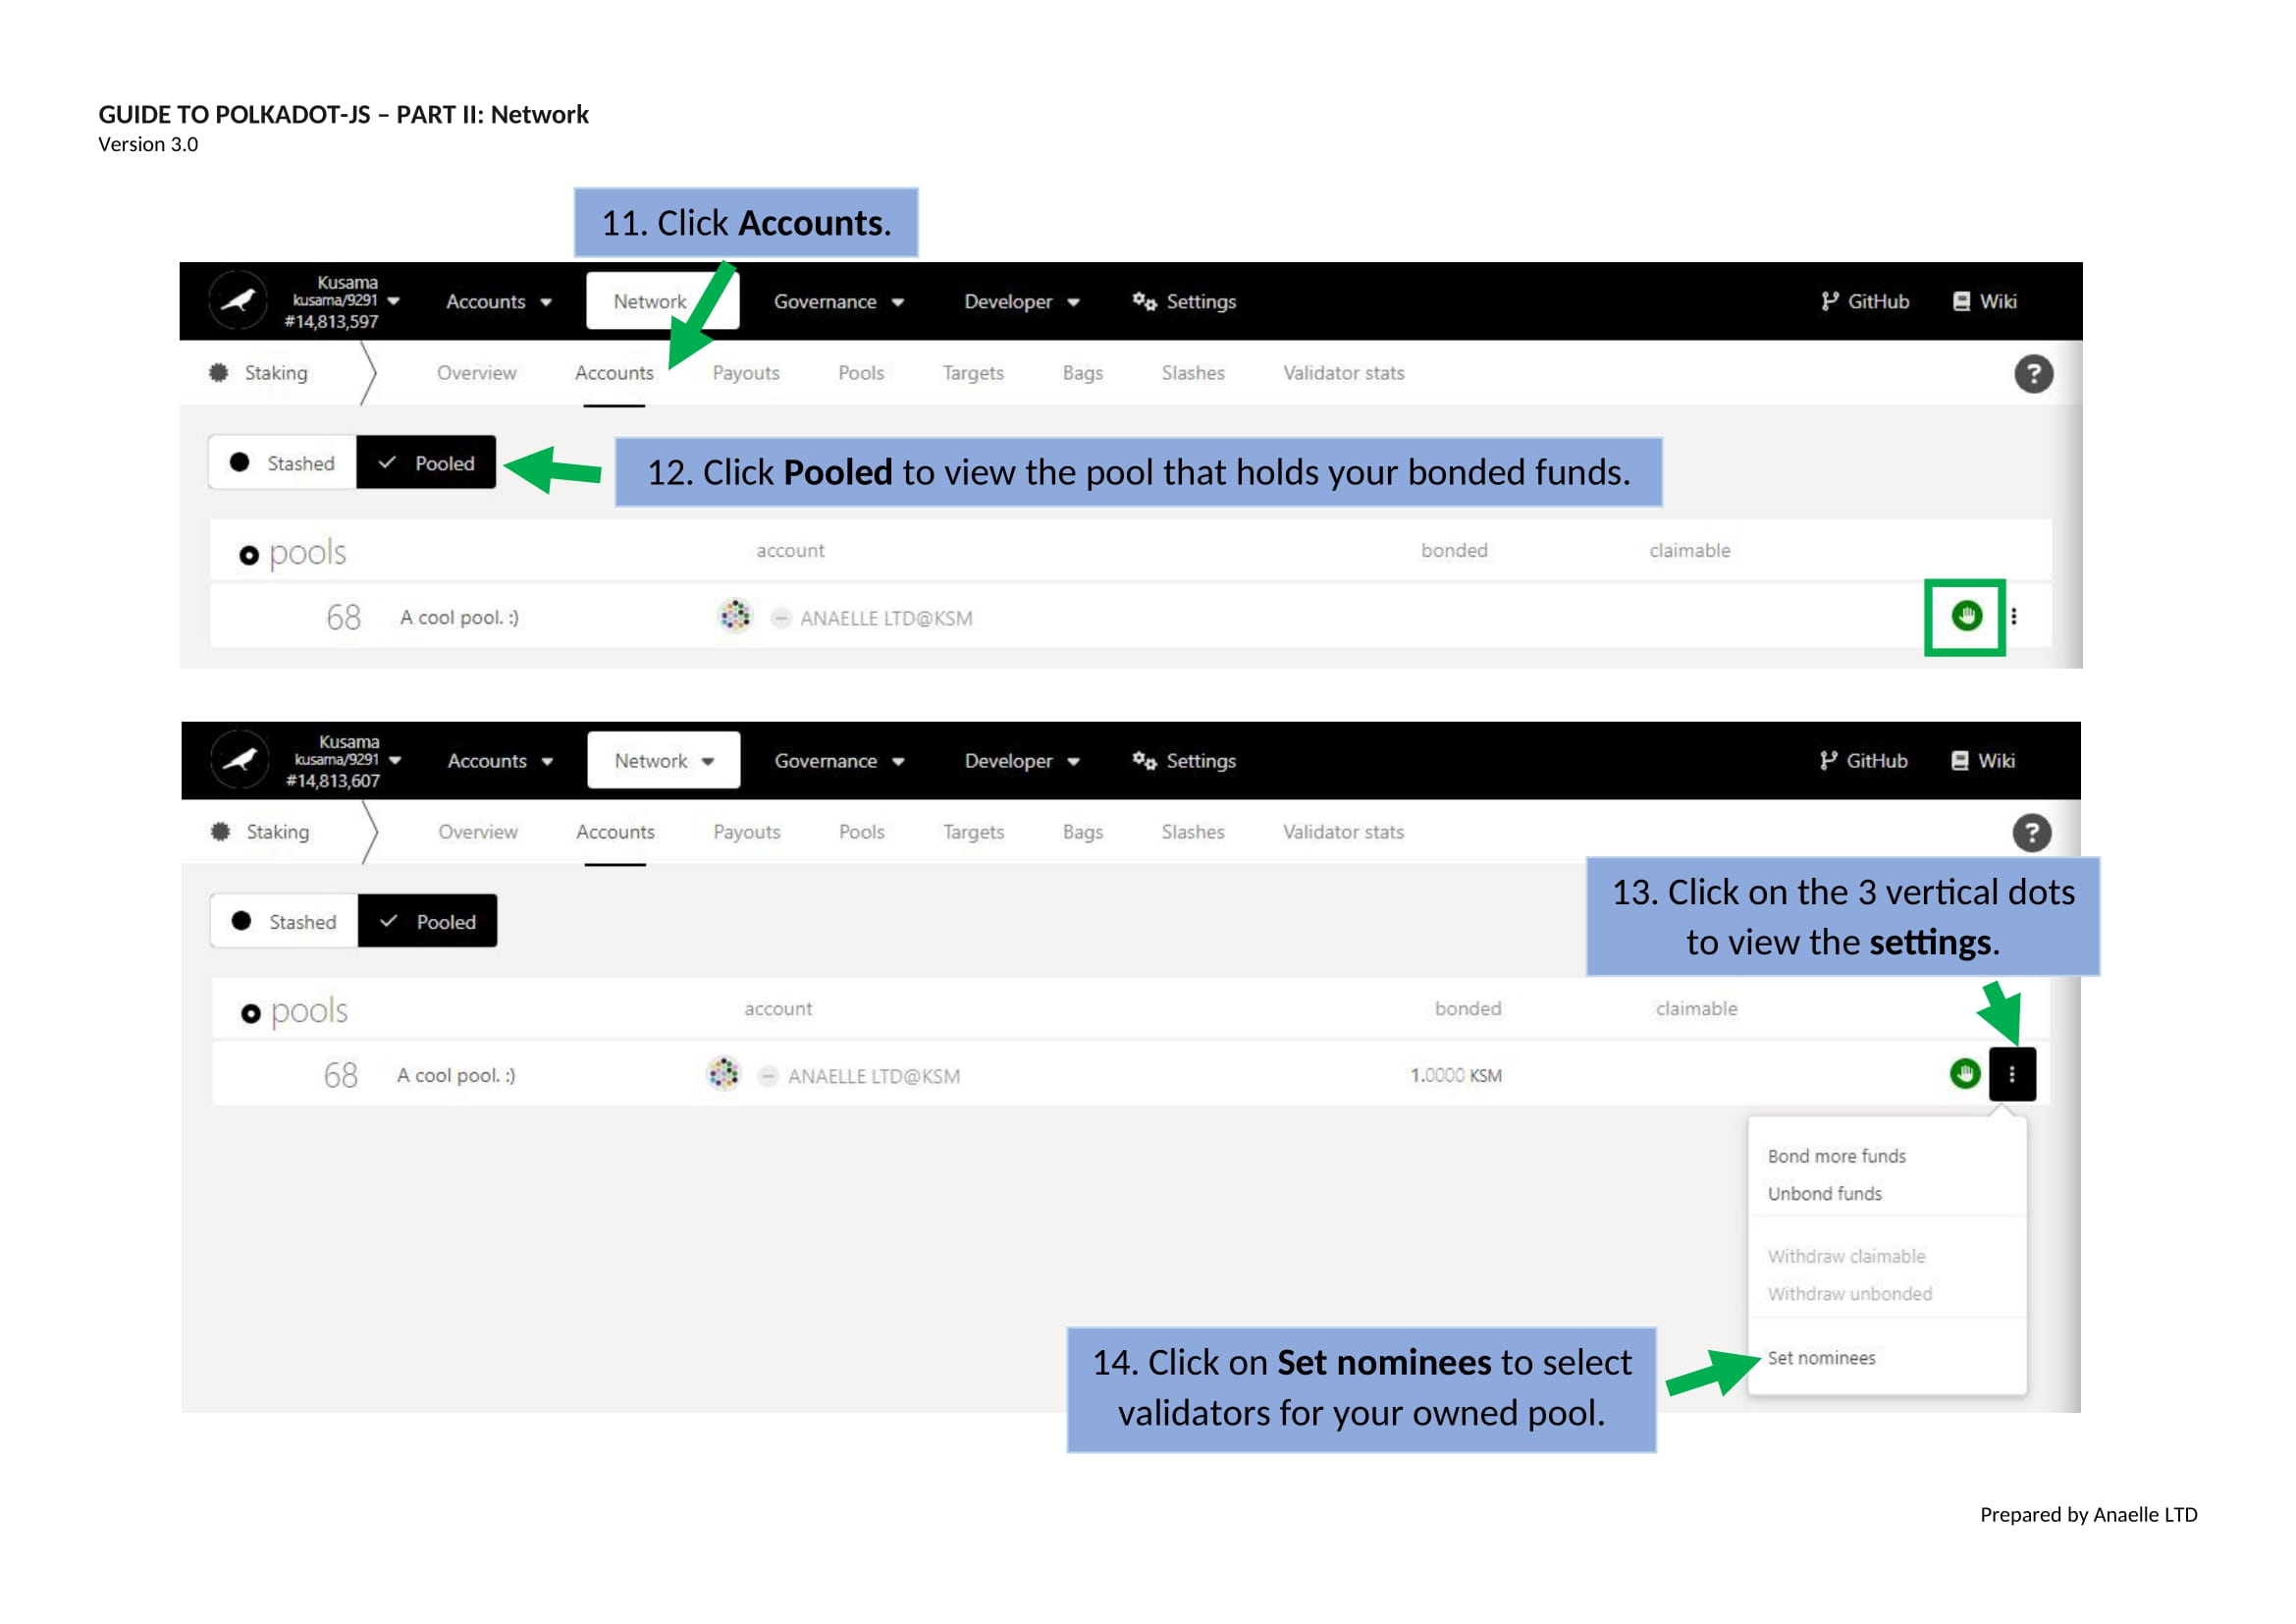 GUIDE TO POLKADOT-JS – PART II: Network
Version 3.0
11. Click Accounts.
Kusama
kusama/9291
#14,813,597
Accounts
Network
Governance
Developer
Settings
GitHub
Wiki
Staking
Overview
Accounts
Payouts
Pools
Targets
Bags
Slashes
Validator stats
?
Stashed
Pooled
12. Click Pooled to view the pool that holds your bonded funds.
pools
account
bonded
claimable
68
A cool pool. :)
ANAELLE LTD@KSM
Kusama
kusama/9291
#14,813,607
Accounts
Network
Governance
Developer
Settings
GitHub
Wiki
Staking
Overview
Accounts
Payouts
Pools
Targets
Bags
Slashes
Validator stats
?
Stashed
Pooled
13. Click on the 3 vertical dots
to view the settings.
pools
account
bonded
claimable
68
A cool pool. :)
ANAELLE LTD@KSM
1.0000 KSM
Bond more funds
Unbond funds
Withdraw claimable
Withdraw unbonded
Set nominees
14. Click on Set nominees to select
validators for your owned pool.
Prepared by Anaelle LTD